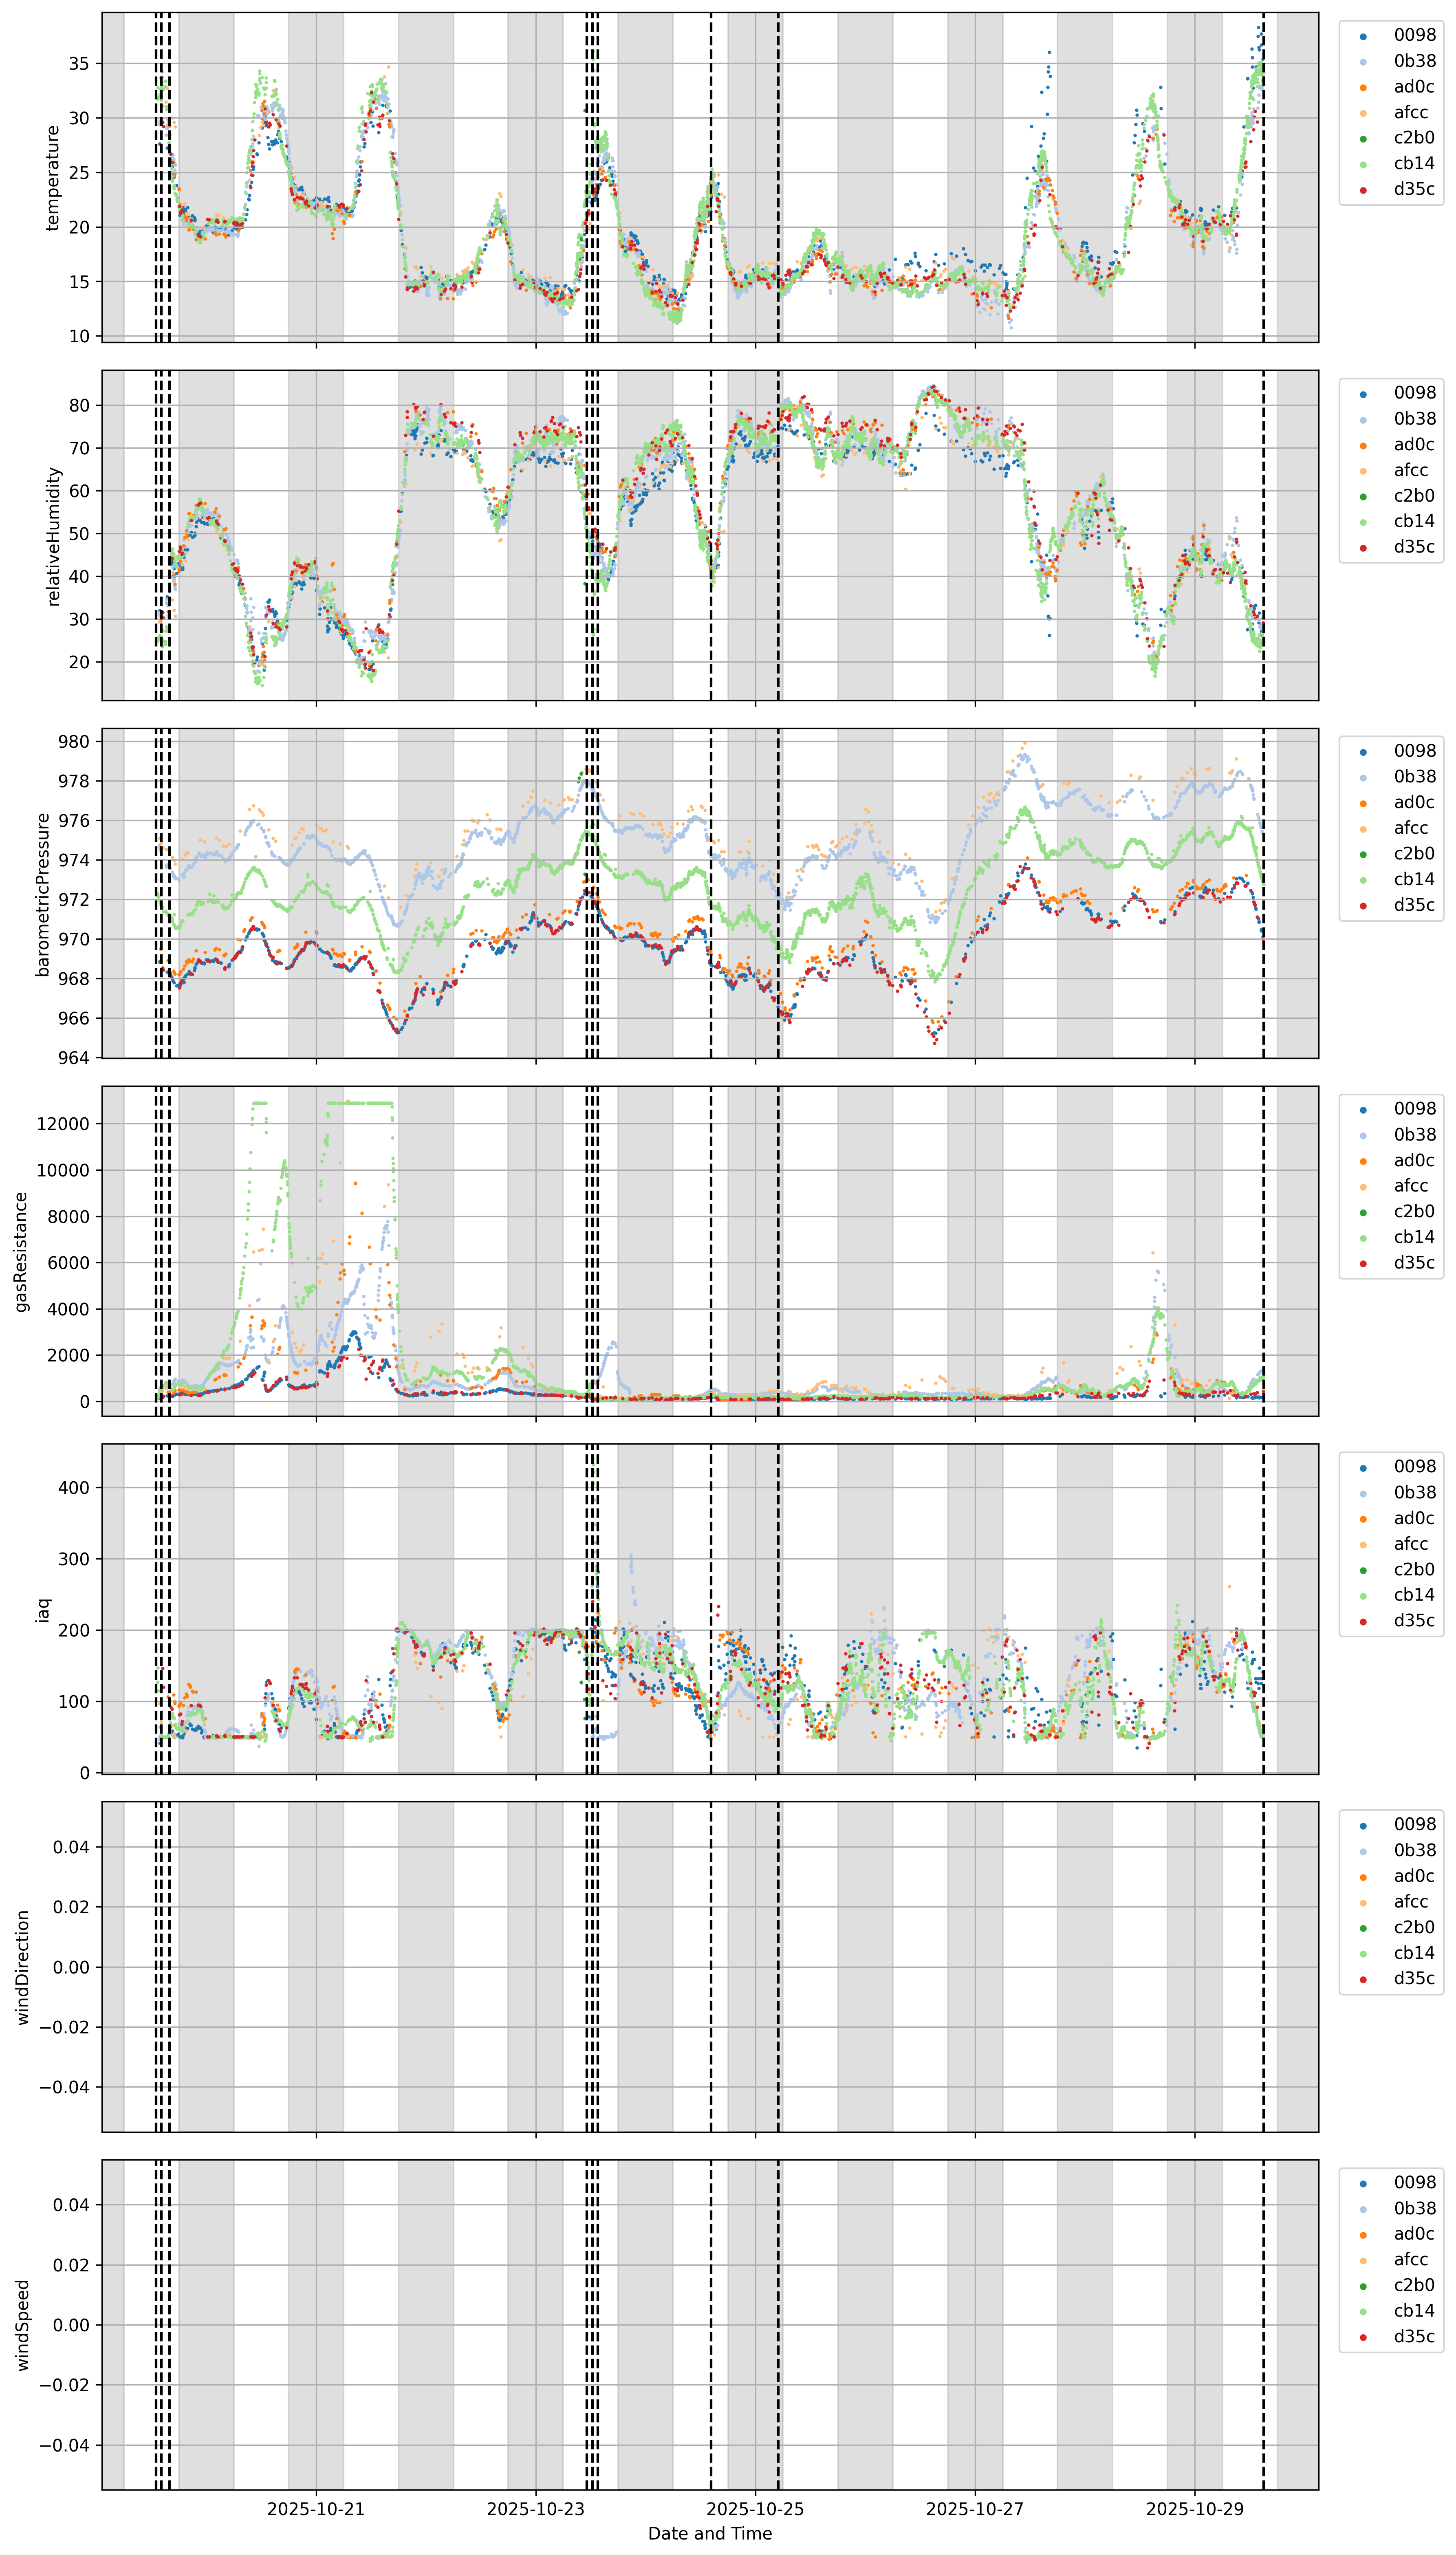 35
30
25
20
15
10
temperature
0098
0b38
ad0c
afcc
c2b0
cb14
d35c
80
70
60
50
40
30
20
relativeHumidity
0098
0b38
ad0c
afcc
c2b0
cb14
d35c
980
978
976
974
972
970
968
966
964
barometricPressure
0098
0b38
ad0c
afcc
c2b0
cb14
d35c
12000
10000
8000
6000
4000
2000
0
gasResistance
0098
0b38
ad0c
afcc
c2b0
cb14
d35c
400
300
200
100
0
iaq
0098
0b38
ad0c
afcc
c2b0
cb14
d35c
0.04
0.02
0.00
−0.02
−0.04
windDirection
0098
0b38
ad0c
afcc
c2b0
cb14
d35c
0.04
0.02
0.00
−0.02
−0.04
windSpeed
0098
0b38
ad0c
afcc
c2b0
cb14
d35c
2025-10-21 2025-10-23 2025-10-25 2025-10-27 2025-10-29
Date and Time